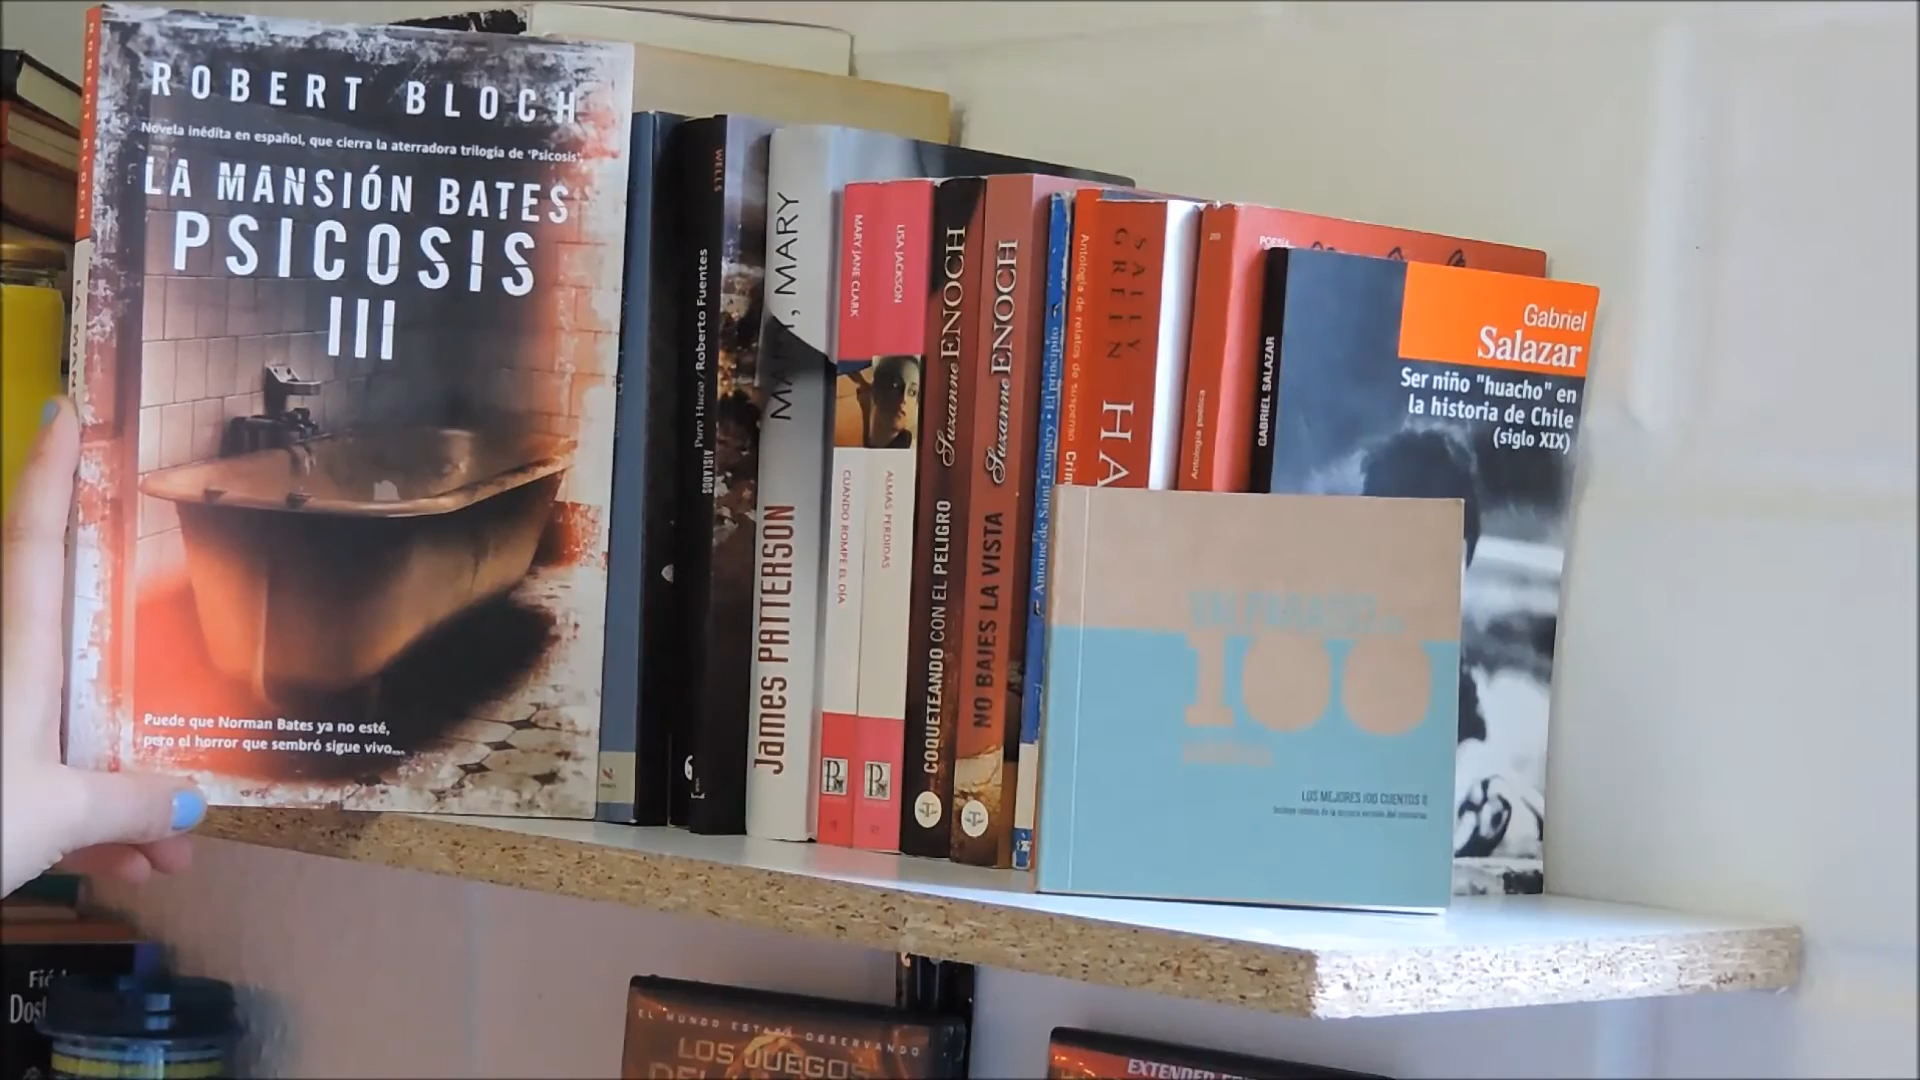 ROBERT BLOCH
Novela inédita en español, que cierra la aterradora trilogía de 'Psicosis'.
LA MANSIÓN BATES
PSICOSIS
III
Puede que Norman Bates ya no esté,
pero el horror que sembró sigue vivo...
ROBERT BLOCH
WELLS
AISLADOS
Puro Hueso / Roberto Fuentes
MARY, MARY
James PATTERSON
MARY JANE CLARK
CUANDO ROMPE EL DÍA
LISA JACKSON
ALMAS PERDIDAS
Suzanne ENOCH
COQUETEANDO CON EL PELIGRO
Suzanne ENOCH
NO BAJES LA VISTA
Antoine de Saint-Exupéry • El principito
Antología de relatos de suspenso
SALLY
GREEN
HA
POESÍA
Antología poética
GABRIEL SALAZAR
Gabriel
Salazar
Ser niño "huacho" en
la historia de Chile
(siglo XIX)
VALPARAÍSO EN
100
LOS MEJORES 100 CUENTOS II
EL MUNDO ESTARÁ OBSERVANDO
LOS JUEGOS
EXTENDED